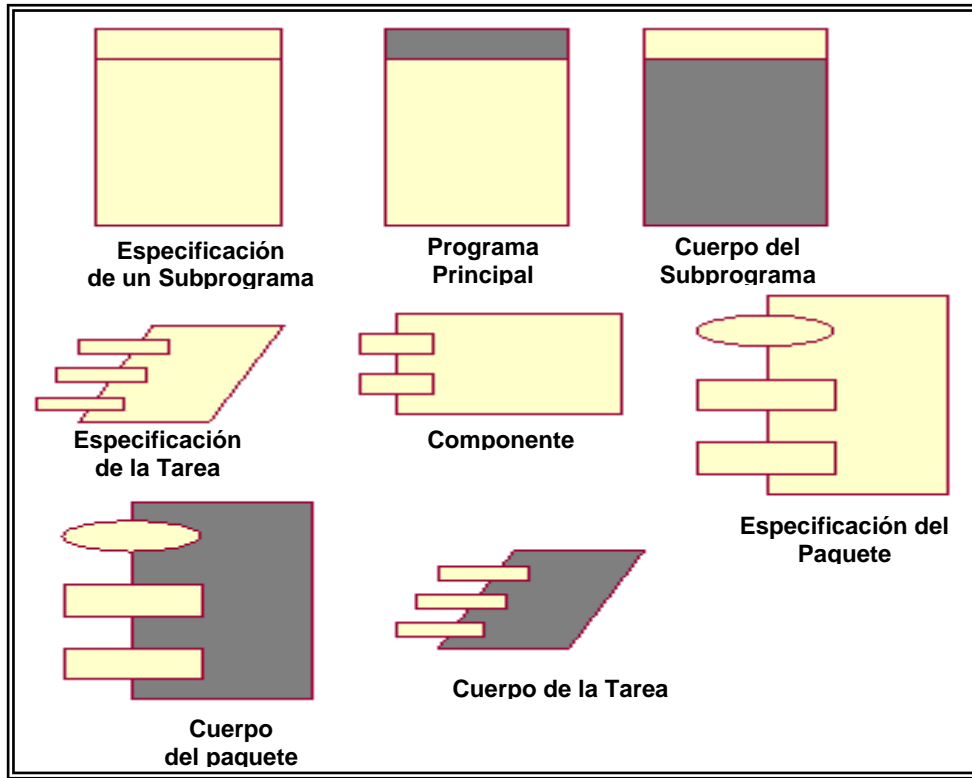 Especificación
de un Subprograma
Programa
Principal
Cuerpo del
Subprograma
Especificación
de la Tarea
Componente
Especificación del
Paquete
Cuerpo
del paquete
Cuerpo de la Tarea